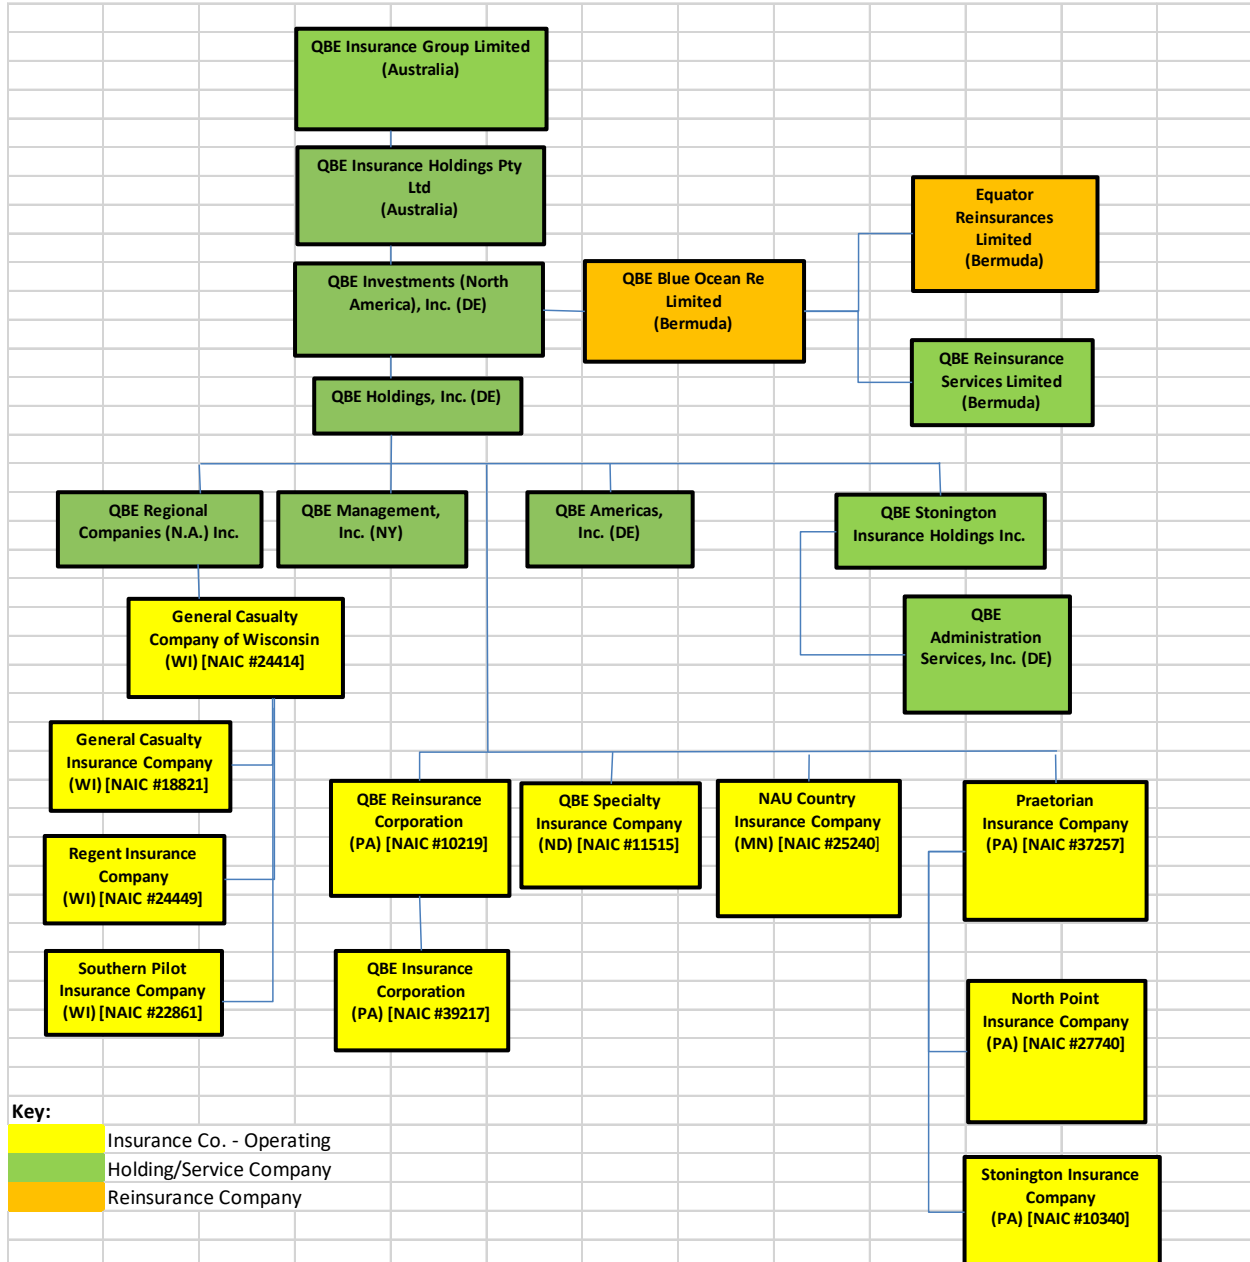 QBE Insurance Group Limited
(Australia)
QBE Insurance Holdings Pty
Ltd
(Australia)
Equator
Reinsurances
Limited
(Bermuda)
QBE Investments (North
America), Inc. (DE)
QBE Blue Ocean Re
Limited
(Bermuda)
QBE Reinsurance
Services Limited
(Bermuda)
QBE Holdings, Inc. (DE)
QBE Regional
Companies (N.A.) Inc.
QBE Management,
Inc. (NY)
QBE Americas,
Inc. (DE)
QBE Stonington
Insurance Holdings Inc.
QBE
Administration
Services, Inc. (DE)
General Casualty
Company of Wisconsin
(WI) [NAIC #24414]
General Casualty
Insurance Company
(WI) [NAIC #18821]
Regent Insurance
Company
(WI) [NAIC #24449]
Southern Pilot
Insurance Company
(WI) [NAIC #22861]
QBE Reinsurance
Corporation
(PA) [NAIC #10219]
QBE Specialty
Insurance Company
(ND) [NAIC #11515]
NAU Country
Insurance Company
(MN) [NAIC #25240]
Praetorian
Insurance Company
(PA) [NAIC #37257]
QBE Insurance
Corporation
(PA) [NAIC #39217]
North Point
Insurance Company
(PA) [NAIC #27740]
Stonington Insurance
Company
(PA) [NAIC #10340]
Key:
Insurance Co. - Operating
Holding/Service Company
Reinsurance Company